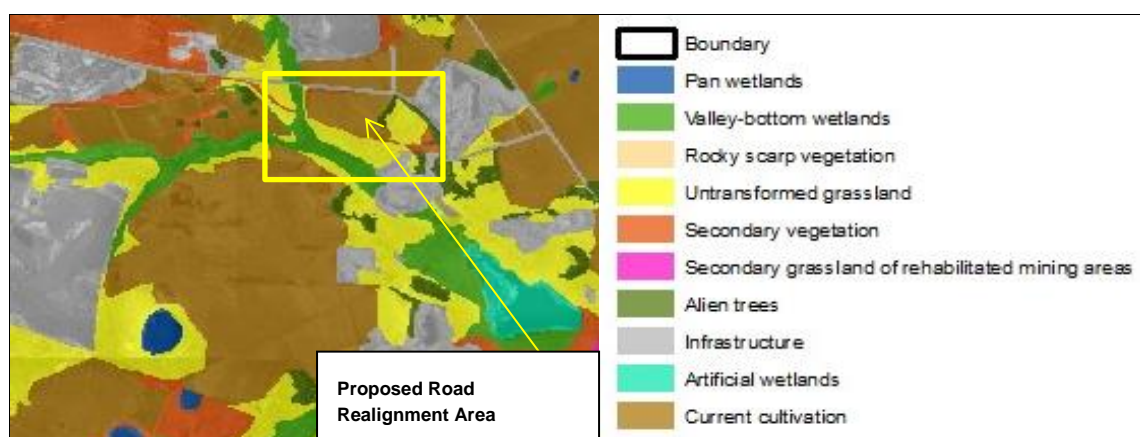 Proposed Road
Realignment Area
Boundary
Pan wetlands
Valley-bottom wetlands
Rocky scarp vegetation
Untransformed grassland
Secondary vegetation
Secondary grassland of rehabilitated mining areas
Alien trees
Infrastructure
Artificial wetlands
Current cultivation